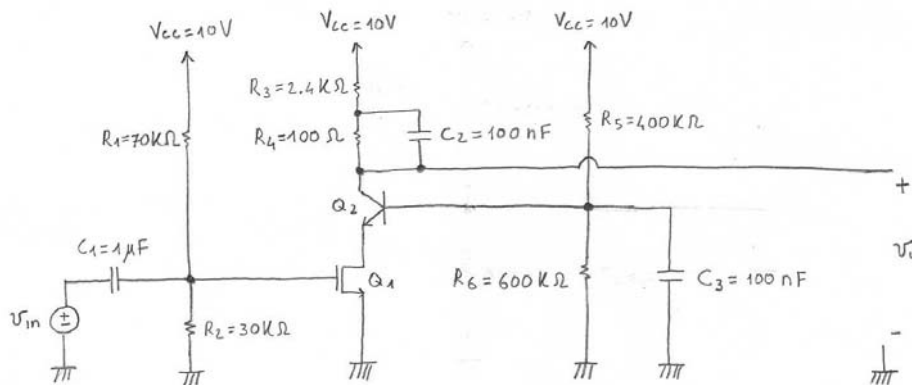 Vcc=10V
Vcc=10V
Vcc=10V
R3=2.4KΩ
R1=70KΩ
R4=100Ω
C2=100nF
R5=400KΩ
+
Q2
C1=1μF
Q1
R6=600KΩ
C3=100nF
vin
±
R2=30KΩ
-